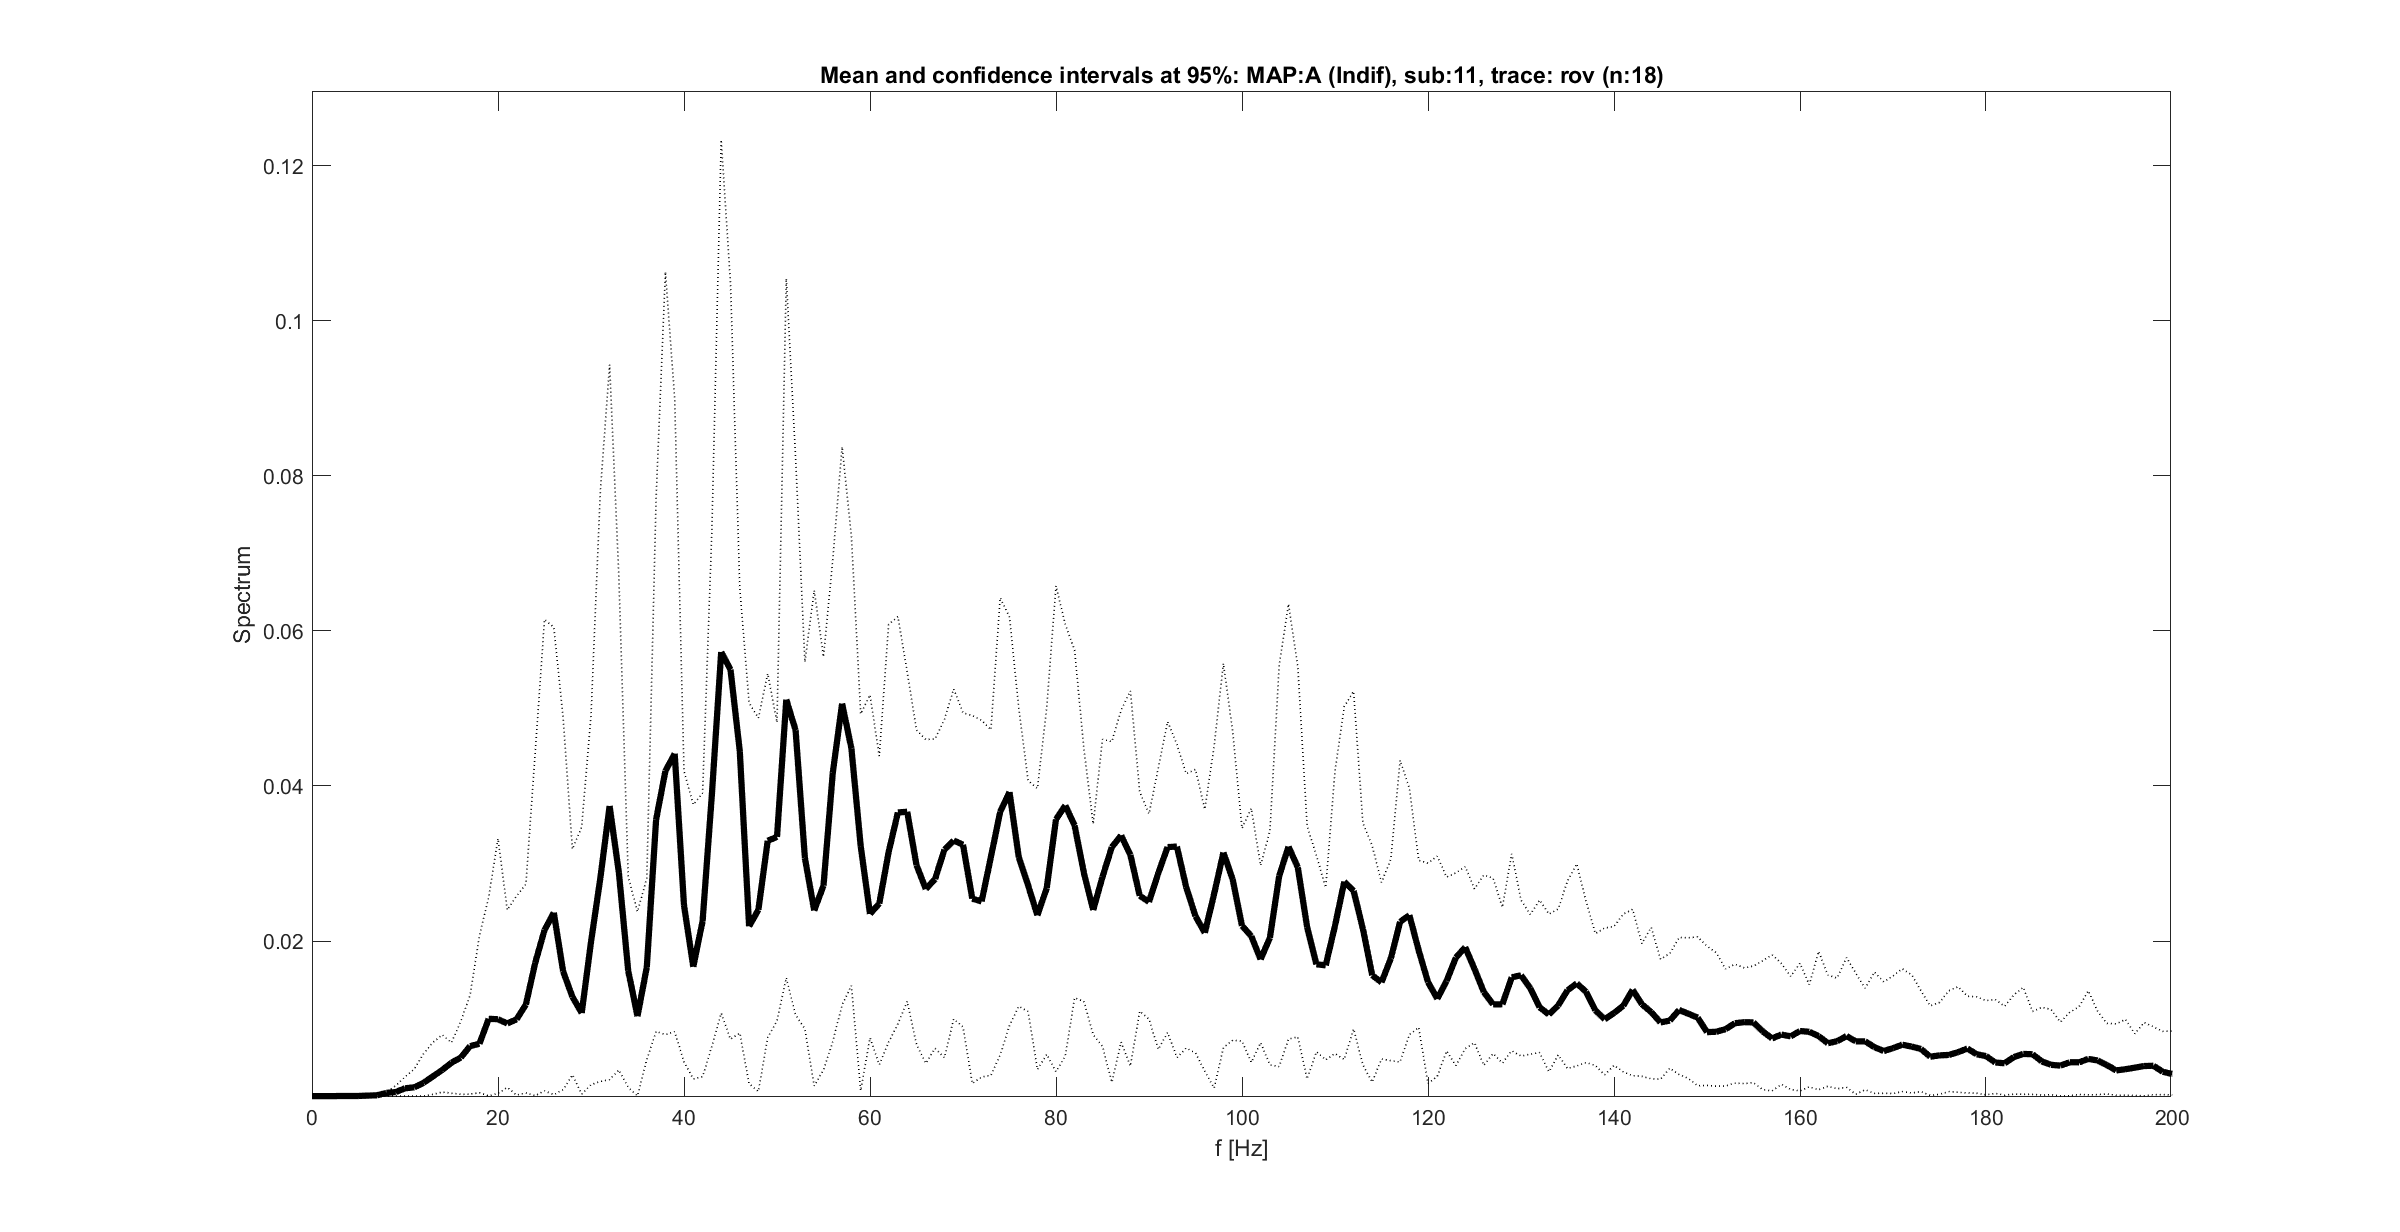 Mean and confidence intervals at 95%: MAP:A (Indif), sub:11, trace: rov (n:18)
0.12
0.1
0.08
0.06
0.04
0.02
Spectrum
0 20 40 60 80 100 120 140 160 180 200
f [Hz]